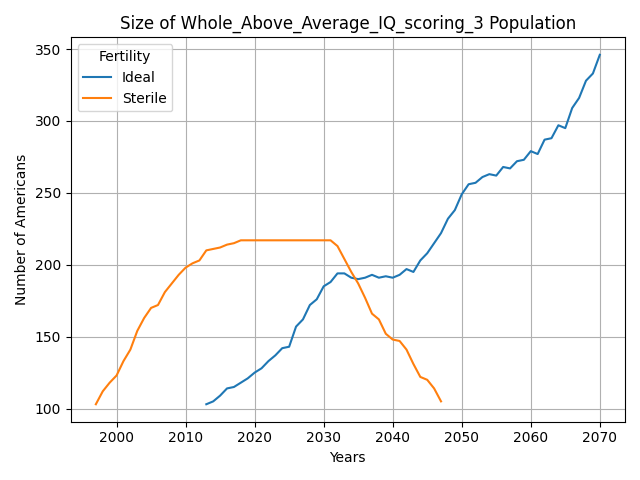 Size of Whole_Above_Average_IQ_scoring_3 Population
Fertility
Ideal
Sterile
Number of Americans
350
300
250
200
150
100
2000 2010 2020 2030 2040 2050 2060 2070
Years